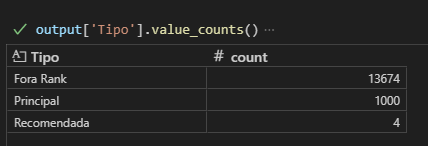 output['Tipo'].value_counts() ...
Tipo # count
Fora Rank 13674
Principal 1000
Recomendada 4